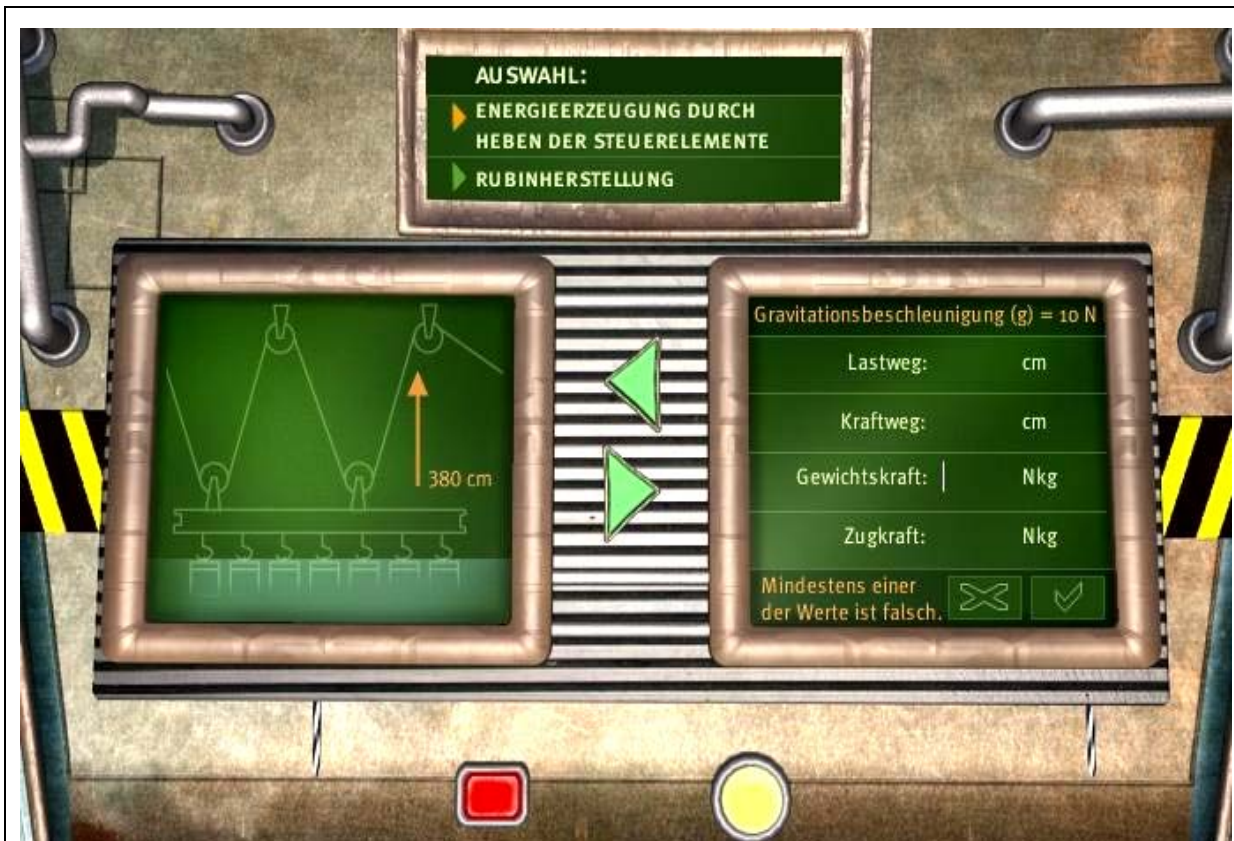 AUSWAHL:
ENERGIEERZEUGUNG DURCH
HEBEN DER STEUERELEMENTE
RUBINHERSTELLUNG
380 cm
Gravitationsbeschleunigung (g) = 10 N
Lastweg: cm
Kraftweg: cm
Gewichtskraft: Nkg
Zugkraft: Nkg
Mindestens einer
der Werte ist falsch.